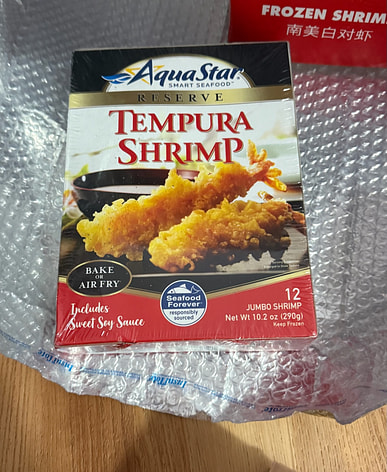 FROZEN SHRIM
南美白对虾
AquaStar
SMART SEAFOOD
RESERVE
TEMPURA
SHRIMP
BAKE
OR
AIR FRY
Includes
Sweet Soy Sauce
Seafood
Forever
responsibly
sourced
12
JUMBO SHRIMP
Net Wt 10.2 oz (290g)
Keep Frozen